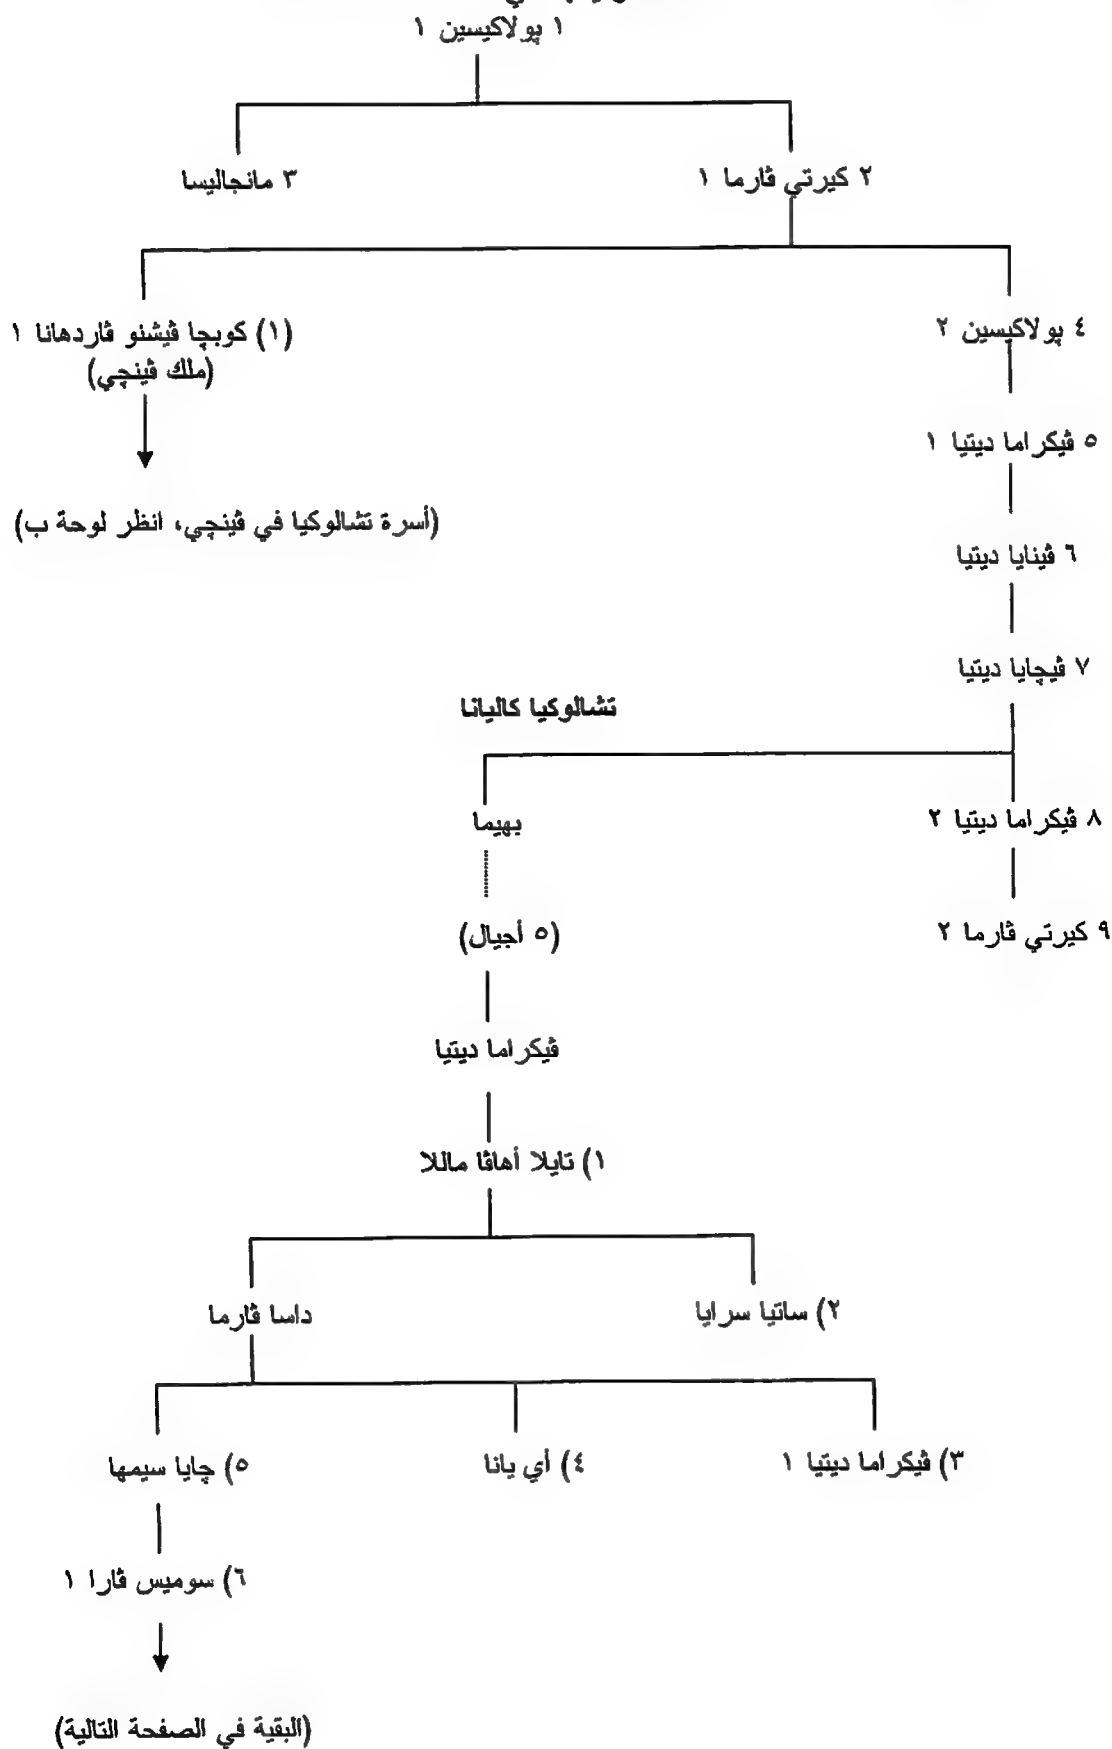 ١ پولاكيسين ١
٢ كيرتي ڤارما ١
٣ مانجاليسا
٤ پولاكيسين ٢
(١) كوبچا ڤيشنو ڤاردهانا ١
(ملك ڤينچي)
٥ ڤيكراما ديتيا ١
(أسرة تشالوكيا في ڤينچي، انظر لوحة ب)
٦ ڤينايا ديتيا
٧ ڤيچايا ديتيا
تشالوكيا كاليانا
٨ ڤيكراما ديتيا ٢
بهيما
٩ كيرتي ڤارما ٢
(٥ أجيال)
ڤيكراما ديتيا
١) تايلا أهاڤا ماللا
٢) ساتيا سرايا
داسا ڤارما
٣) ڤيكراما ديتيا ١
٤) أي يانا
٥) چايا سيمها
٦) سوميس ڤارا ١
(البقية في الصفحة التالية)